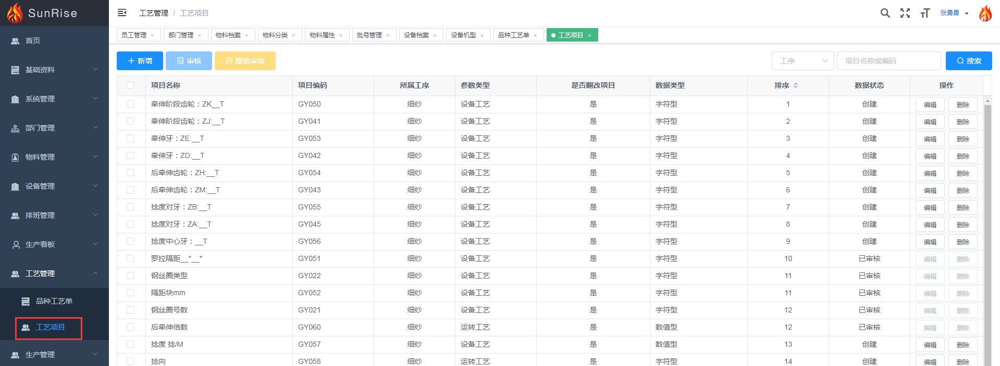 SunRise
工艺管理 / 工艺项目
张勇勇
首页
基础资料
系统管理
部门管理
物料管理
设备管理
排班管理
生产看板
工艺管理
品种工艺单
工艺项目
生产管理
员工管理 × 部门管理 × 物料档案 × 物料分类 × 物料属性 × 批号管理 × 设备档案 × 设备机型 × 品种工艺单 × 工艺项目 ×
新增 审核 撤销审核 工序 项目名称或编码 搜索
项目名称 项目编码 所属工序 参数类型 是否翻改项目 数据类型 排序 数据状态 操作
牵伸阶段齿轮：ZK__T GY050 细纱 设备工艺 是 字符型 1 创建 编辑 删除
牵伸阶段齿轮：ZJ:__T GY041 细纱 设备工艺 是 字符型 2 创建 编辑 删除
牵伸牙：ZE:__T GY053 细纱 设备工艺 是 字符型 3 创建 编辑 删除
牵伸牙：ZD:__T GY042 细纱 设备工艺 是 字符型 4 创建 编辑 删除
后牵伸齿轮：ZH:__T GY054 细纱 设备工艺 是 字符型 5 创建 编辑 删除
后牵伸齿轮：ZM:__T GY043 细纱 设备工艺 是 字符型 6 创建 编辑 删除
捻度对牙：ZB:__T GY055 细纱 设备工艺 是 字符型 7 创建 编辑 删除
捻度对牙：ZA:__T GY045 细纱 设备工艺 是 字符型 8 创建 编辑 删除
捻度中心牙：__T GY056 细纱 设备工艺 是 字符型 9 创建 编辑 删除
罗拉隔距__*__* GY051 细纱 设备工艺 是 字符型 10 已审核 编辑 删除
钢丝圈类型 GY022 细纱 设备工艺 是 字符型 11 已审核 编辑 删除
隔距块mm GY052 细纱 设备工艺 是 字符型 11 已审核 编辑 删除
钢丝圈号数 GY021 细纱 设备工艺 是 字符型 12 已审核 编辑 删除
后牵伸倍数 GY060 细纱 运转工艺 是 数值型 12 已审核 编辑 删除
捻度 捻/M GY057 细纱 设备工艺 是 数值型 13 创建 编辑 删除
捻向 GY058 细纱 运转工艺 是 字符型 14 创建 编辑 删除